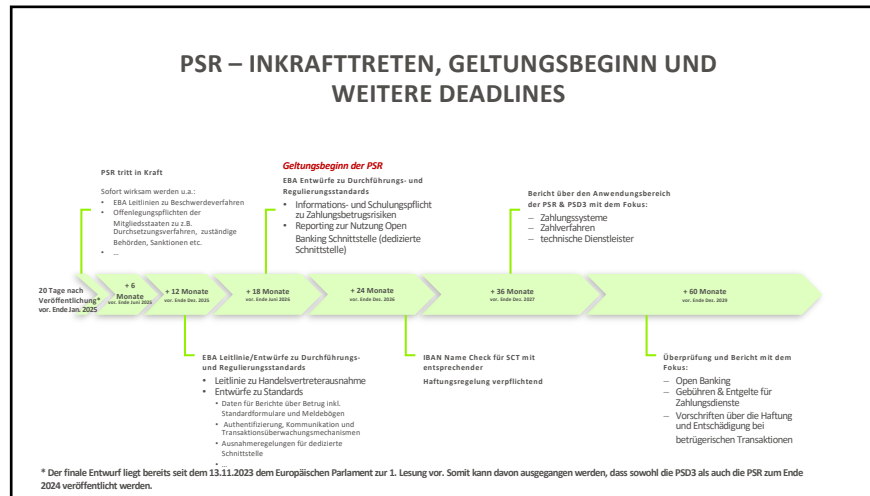 PSR – INKRAFTTRETEN, GELTUNGSBEGINN UND
WEITERE DEADLINES
PSR tritt in Kraft
Sofort wirksam werden u.a.:
• EBA Leitlinien zu Beschwerdeverfahren
• Offenlegungspflichten der
Mitgliedsstaaten zu z.B.
Durchsetzungsverfahren, zuständige
Behörden, Sanktionen etc.
• ...
Geltungsbeginn der PSR
EBA Entwürfe zu Durchführungs- und
Regulierungsstandards
• Informations- und Schulungspflicht
zu Zahlungsbetrugsrisiken
• Reporting zur Nutzung Open
Banking Schnittstelle (dedizierte
Schnittstelle)
Bericht über den Anwendungsbereich
der PSR & PSD3 mit dem Fokus:
– Zahlungssysteme
– Zahlverfahren
– technische Dienstleister
20 Tage nach
Veröffentlichung*
vor. Ende Jan. 2025
+ 6
Monate
vor. Ende Juni 2025
+ 12 Monate
vor. Ende Dez. 2025
+ 18 Monate
vor. Ende Juni 2026
+ 24 Monate
vor. Ende Dez. 2026
+ 36 Monate
vor. Ende Dez. 2027
+ 60 Monate
vor. Ende Dez. 2029
EBA Leitlinie/Entwürfe zu Durchführungs-
und Regulierungsstandards
• Leitlinie zu Handelsvertreterausnahme
• Entwürfe zu Standards
• Daten für Berichte über Betrug inkl.
Standardformulare und Meldebögen
• Authentifizierung, Kommunikation und
Transaktionsüberwachungsmechanismen
• Ausnahmeregelungen für dedizierte
Schnittstelle
• ...
IBAN Name Check für SCT mit
entsprechender
Haftungsregelung verpflichtend
Überprüfung und Bericht mit dem
Fokus:
– Open Banking
– Gebühren & Entgelte für
Zahlungsdienste
– Vorschriften über die Haftung
und Entschädigung bei
betrügerischen Transaktionen
* Der finale Entwurf liegt bereits seit dem 13.11.2023 dem Europäischen Parlament zur 1. Lesung vor. Somit kann davon ausgegangen werden, dass sowohl die PSD3 als auch die PSR zum Ende
2024 veröffentlicht werden.